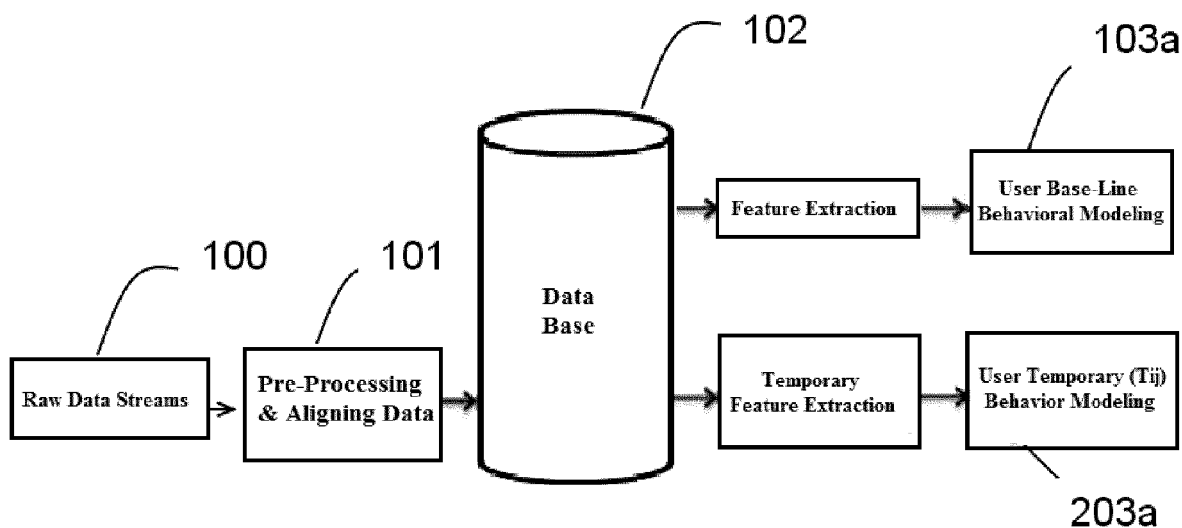 102
103a
Feature Extraction
User Base-Line
Behavioral Modeling
100
101
Data
Base
Raw Data Streams
Pre-Processing
& Aligning Data
Temporary
Feature Extraction
User Temporary (Tij)
Behavior Modeling
203a